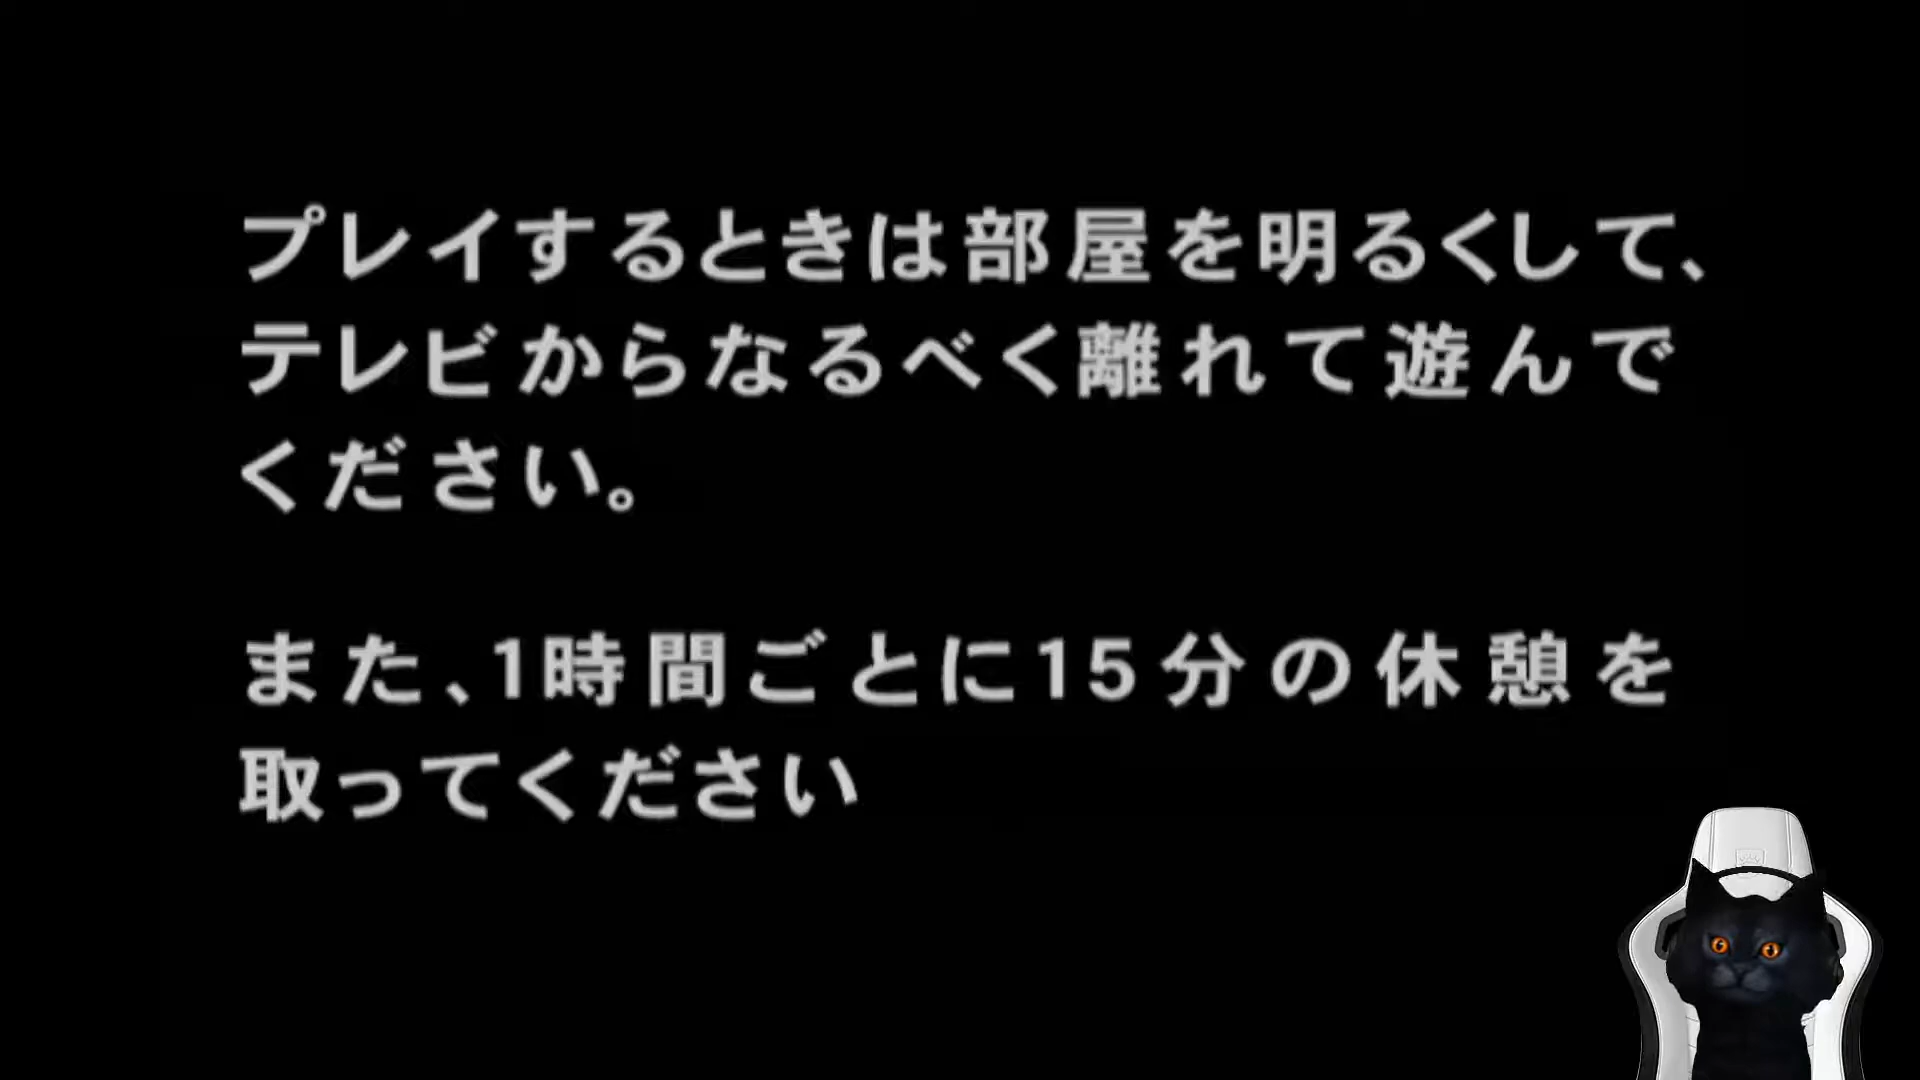 プレイするときは部屋を明るくして、
テレビからなるべく離れて遊んで
ください。
また、1時間ごとに15分の休憩を
取ってください